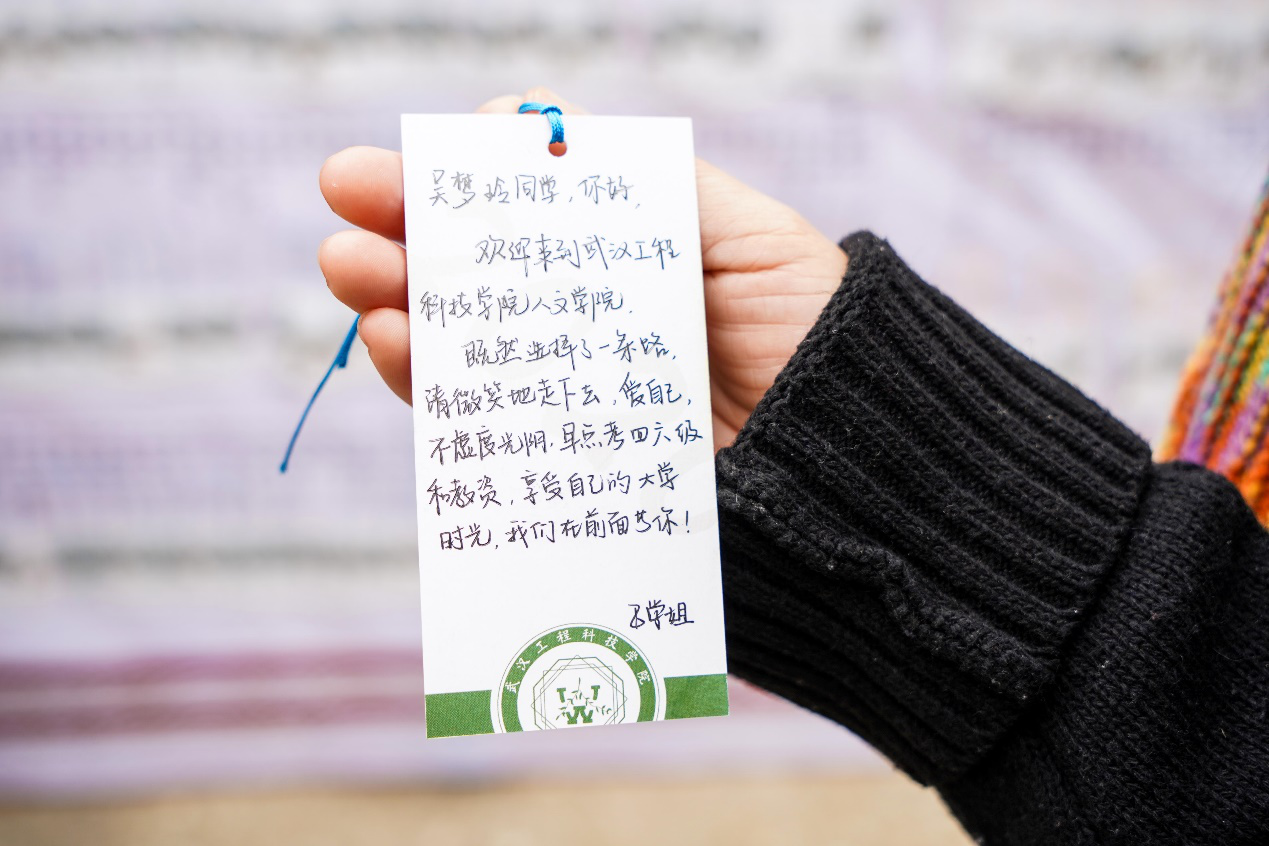 吴梦玲同学，你好，
欢迎来到武汉工程
科技学院人文学院.
既然选择了一条路，
请微笑地走下去，爱自己，
不虚度光阴.早点考四六级
和教资，享受自己的大学
时光，我们在前面等你！
学姐
武汉工程科技学院